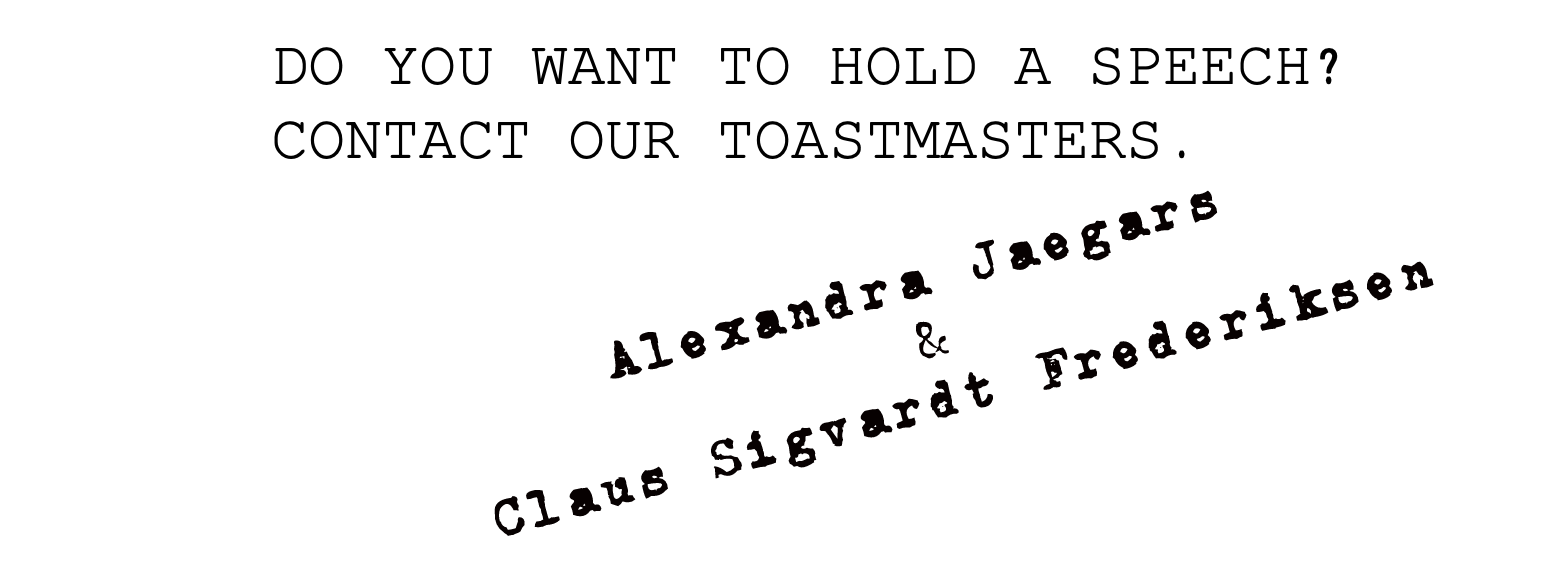 DO YOU WANT TO HOLD A SPEECH?
CONTACT OUR TOASTMASTERS.
Alexandra Jaegars
&
Claus Sigvardt Frederiksen